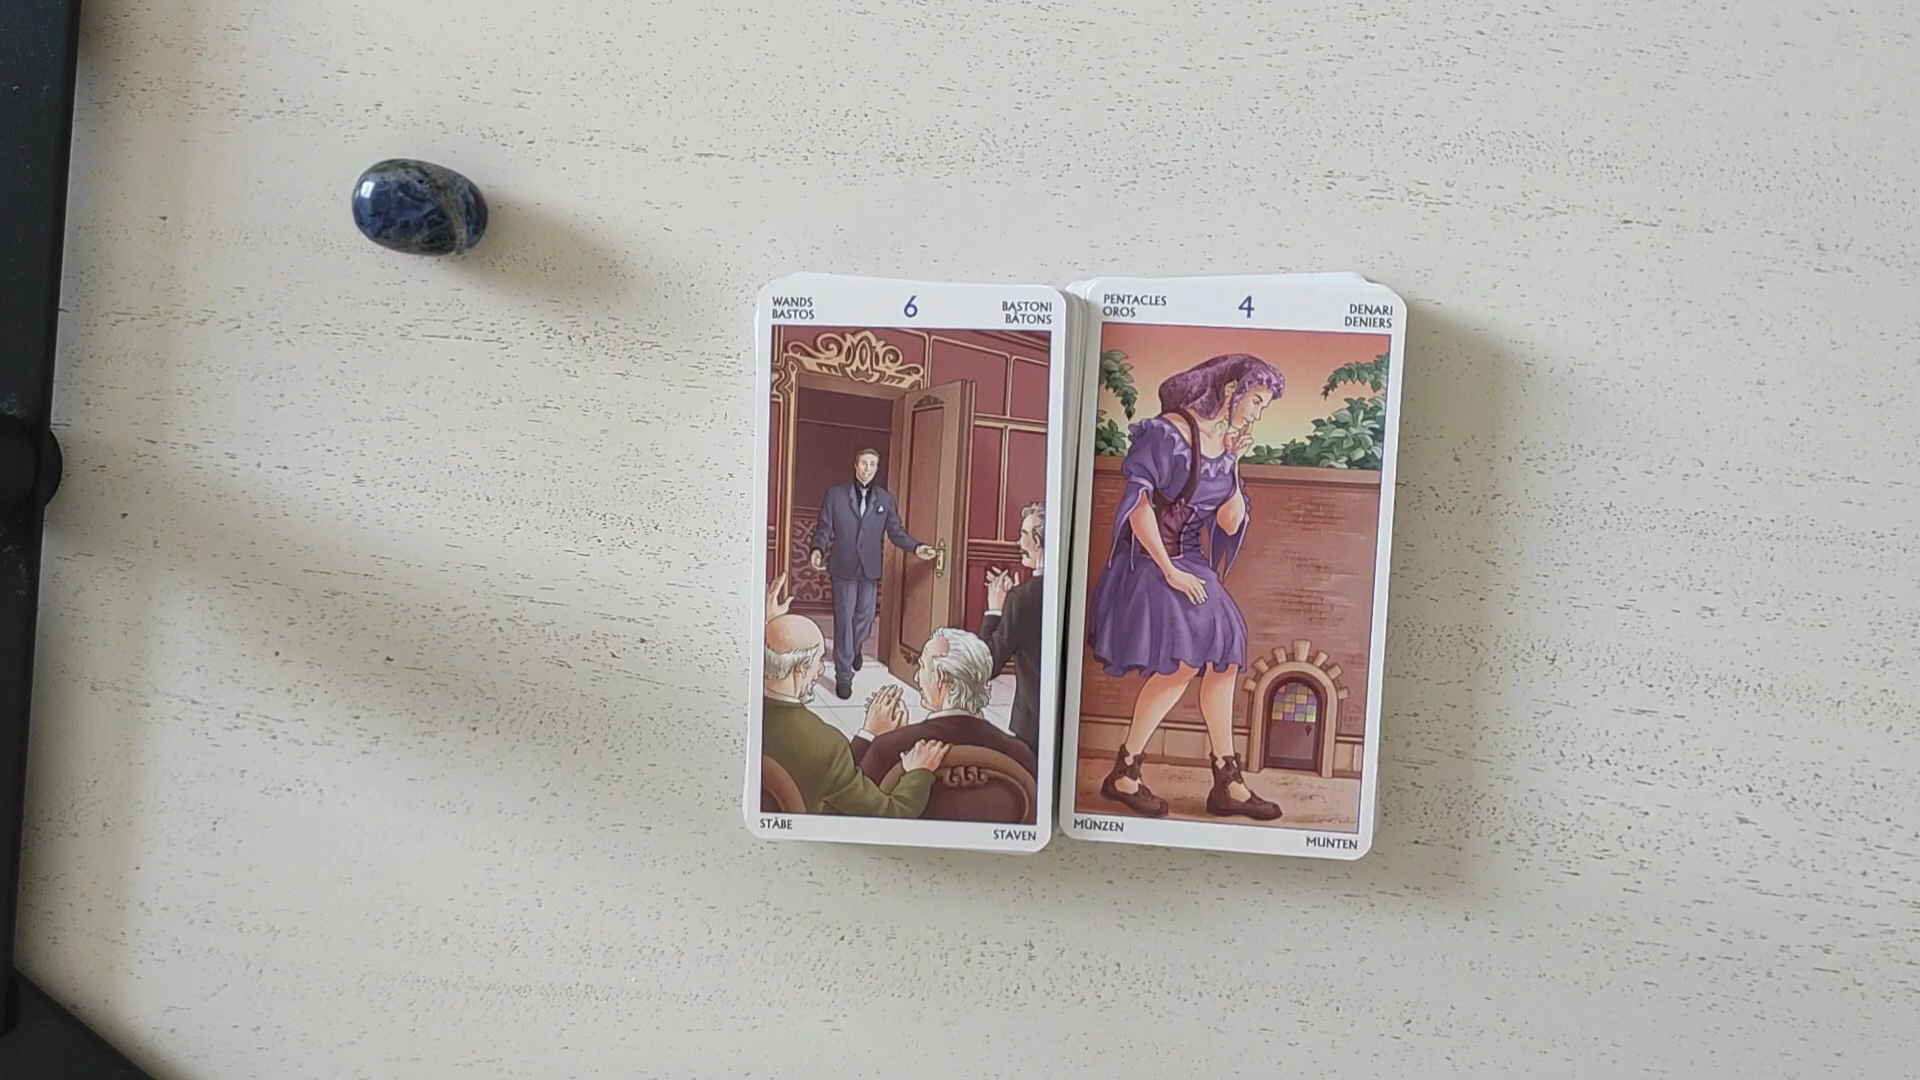 WANDS
BASTOS
6
BASTONI
BÂTONS
STÄBE
STAVEN
PENTACLES
OROS
4
DENARI
DENIERS
MÜNZEN
MUNTEN